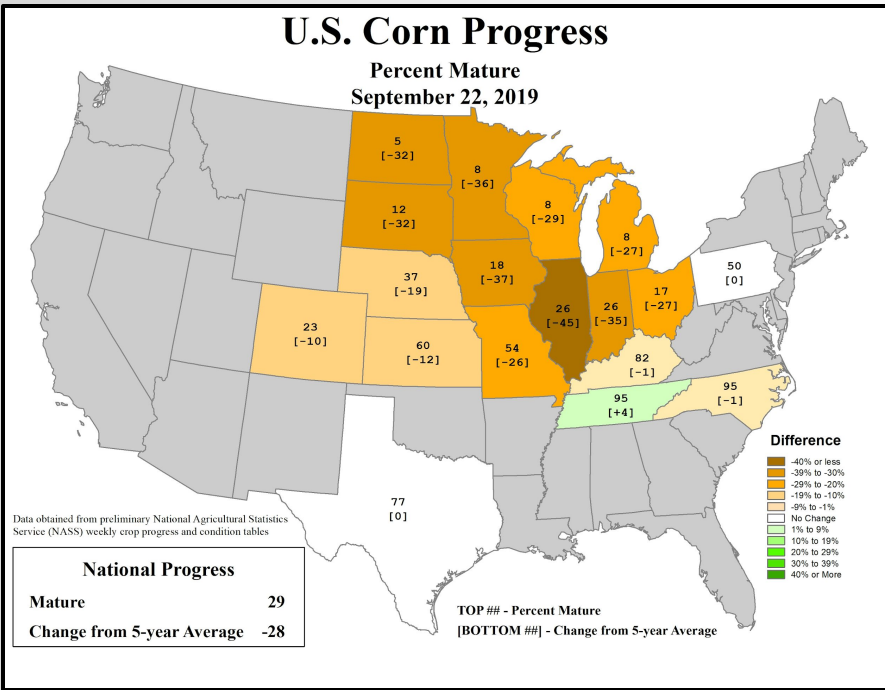 U.S. Corn Progress
Percent Mature
September 22, 2019
5
[-32]
8
[-36]
12
[-32]
8
[-29]
8
[-27]
18
[-37]
37
[-19]
26
[-45]
26
[-35]
17
[-27]
50
[0]
23
[-10]
60
[-12]
54
[-26]
82
[-1]
95
[+4]
95
[-1]
77
[0]
Difference
-40% or less
-39% to -30%
-29% to -20%
-19% to -10%
-9% to -1%
No Change
1% to 9%
10% to 19%
20% to 29%
30% to 39%
40% or More
Data obtained from preliminary National Agricultural Statistics
Service (NASS) weekly crop progress and condition tables
National Progress
Mature 29
Change from 5-year Average -28
TOP ## - Percent Mature
[BOTTOM ##] - Change from 5-year Average